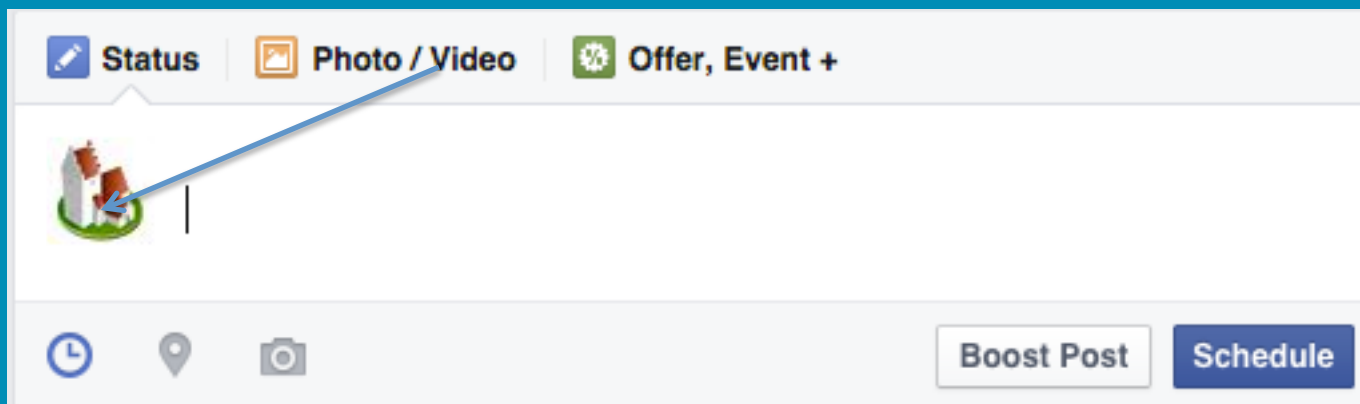 Status Photo / Video Offer, Event +
Boost Post Schedule